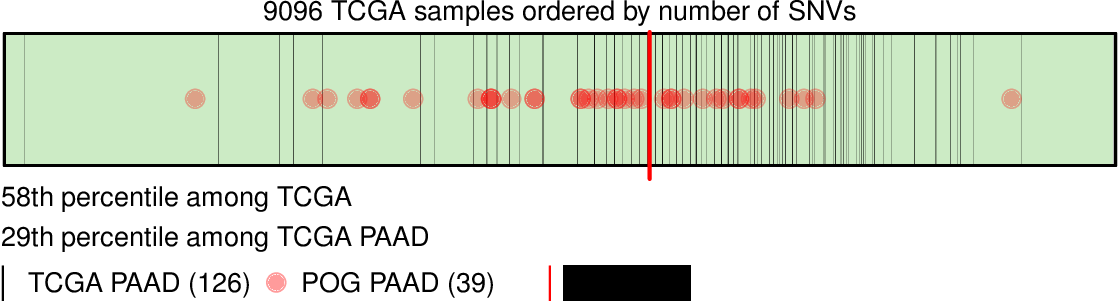 9096 TCGA samples ordered by number of SNVs
58th percentile among TCGA
29th percentile among TCGA PAAD
TCGA PAAD (126) POG PAAD (39)